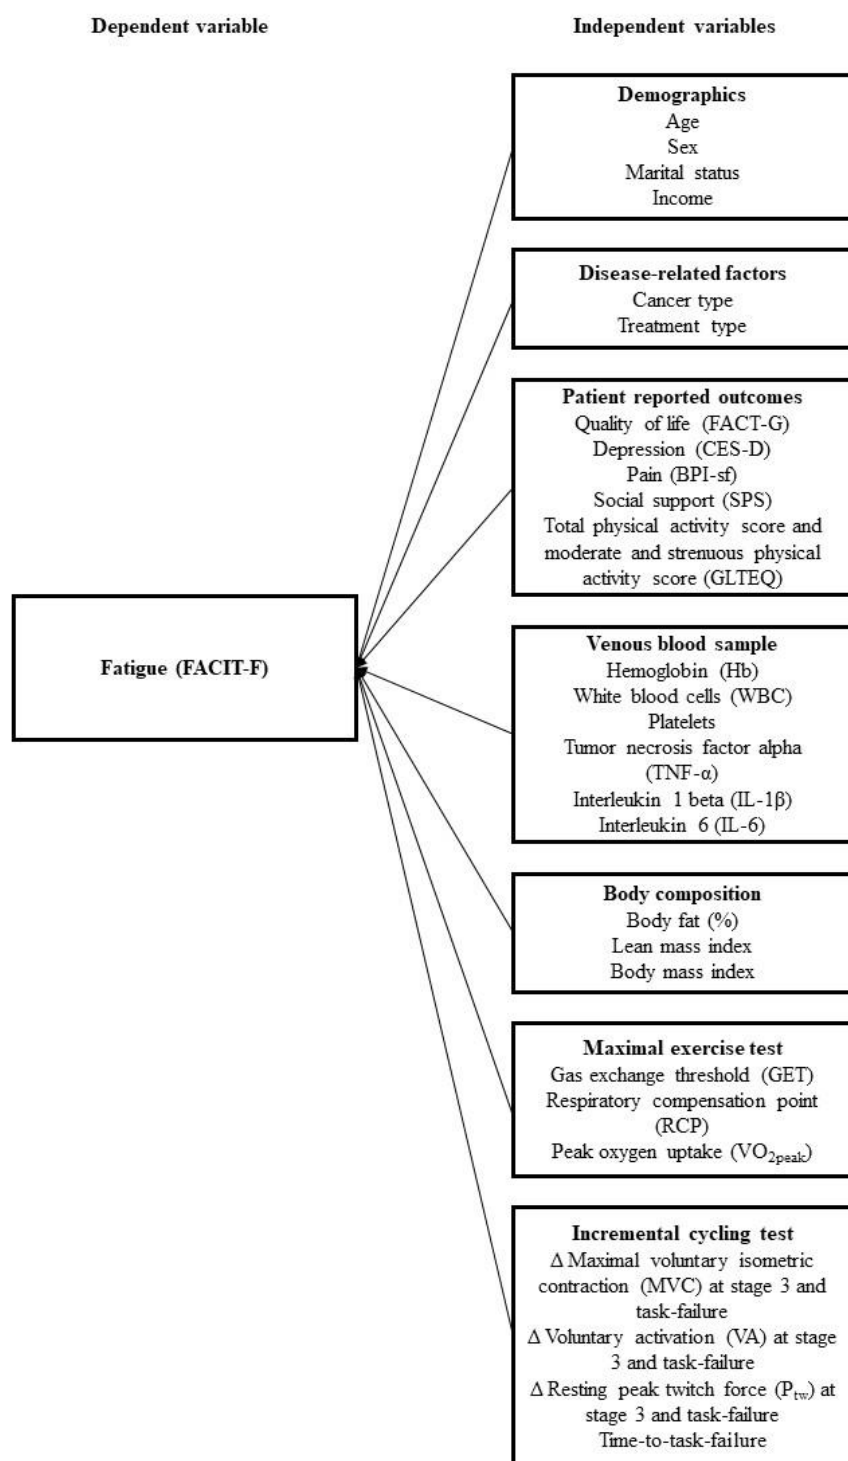 Dependent variable
Independent variables
Demographics
Age
Sex
Marital status
Income
Disease-related factors
Cancer type
Treatment type
Patient reported outcomes
Quality of life (FACT-G)
Depression (CES-D)
Pain (BPI-sf)
Social support (SPS)
Total physical activity score and
moderate and strenuous physical
activity score (GLTEQ)
Fatigue (FACIT-F)
Venous blood sample
Hemoglobin (Hb)
White blood cells (WBC)
Platelets
Tumor necrosis factor alpha
(TNF-α)
Interleukin 1 beta (IL-1β)
Interleukin 6 (IL-6)
Body composition
Body fat (%)
Lean mass index
Body mass index
Maximal exercise test
Gas exchange threshold (GET)
Respiratory compensation point
(RCP)
Peak oxygen uptake (VO2peak)
Incremental cycling test
Δ Maximal voluntary isometric
contraction (MVC) at stage 3 and
task-failure
Δ Voluntary activation (VA) at stage
3 and task-failure
Δ Resting peak twitch force (Ptw) at
stage 3 and task-failure
Time-to-task-failure